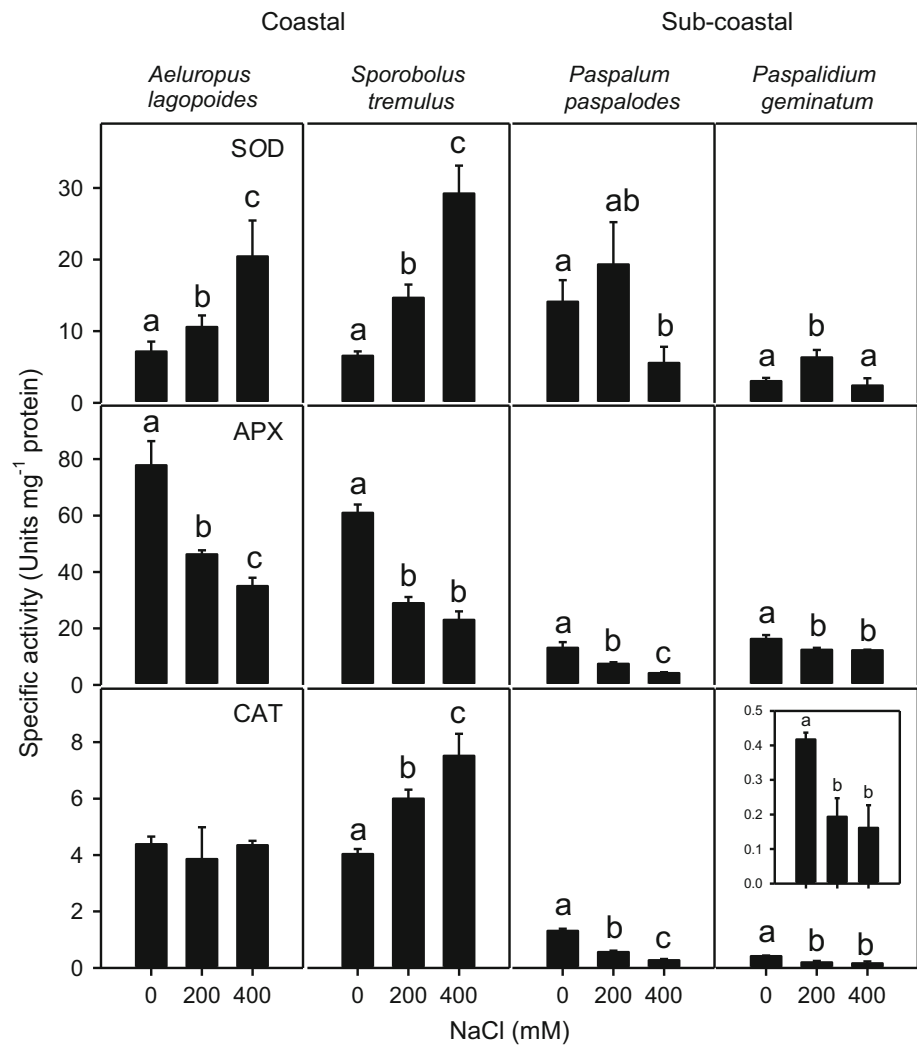 Coastal Sub-coastal
Aeluropus lagopoides Sporobolus tremulus Paspalum paspalodes Paspalidium geminatum
Specific activity (Units mg⁻¹ protein)
SOD
30
20
10
0
a b c
a b c
a ab b
a b a
APX
80
60
40
20
0
a b c
a b b
a b c
a b b
CAT
8
6
4
2
0
a b c
a b c
a b b
0.5
0.4
0.3
0.2
0.1
0.0
a b b
0 200 400 0 200 400 0 200 400 0 200 400
NaCl (mM)